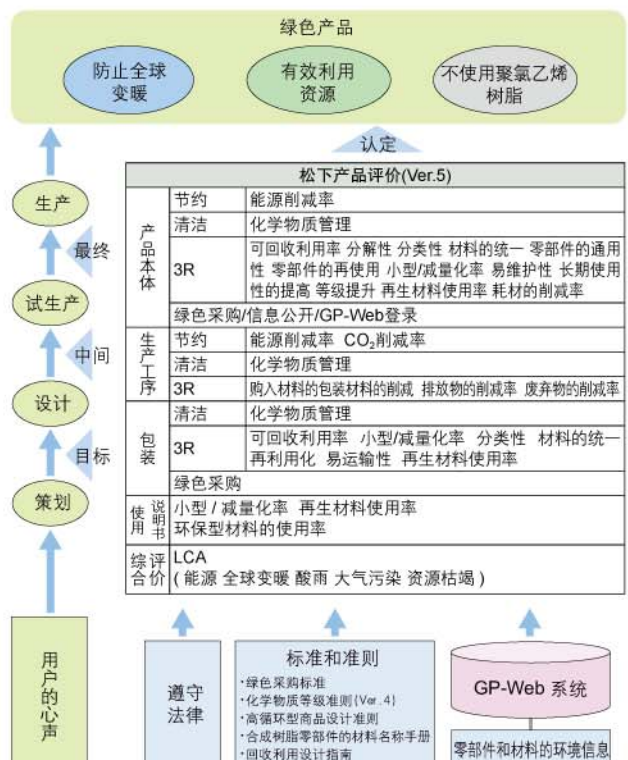 绿色产品
防止全球
变暖
有效利用
资源
不使用聚氯乙烯
树脂
认定
生产
最终
试生产
中间
设计
目标
策划
用户的心声
松下产品评价(Ver.5)
产品本体
节约 能源削减率
清洁 化学物质管理
3R
可回收利用率 分解性 分类性 材料的统一 零部件的通用
性 零部件的再使用 小型/减量化率 易维护性 长期使用
性的提高 等级提升 再生材料使用率 耗材的削减率
绿色采购/信息公开/GP-Web登录
生产工序
节约 能源削减率 CO₂削减率
清洁 化学物质管理
3R 购入材料的包装材料的削减 排放物的削减率 废弃物的削减率
包装
清洁 化学物质管理
3R
可回收利用率 小型/减量化率 分类性 材料的统一
再利用化 易运输性 再生材料使用率
绿色采购
使用说明书
小型/减量化率 再生材料使用率
环保型材料的使用率
综合评价
LCA
(能源 全球变暖 酸雨 大气污染 资源枯竭)
遵守
法律
标准和准则
·绿色采购标准
·化学物质等级准则(Ver.4)
·高循环型商品设计准则
·合成树脂零部件的材料名称手册
·回收利用设计指南
GP-Web 系统
零部件和材料的环境信息